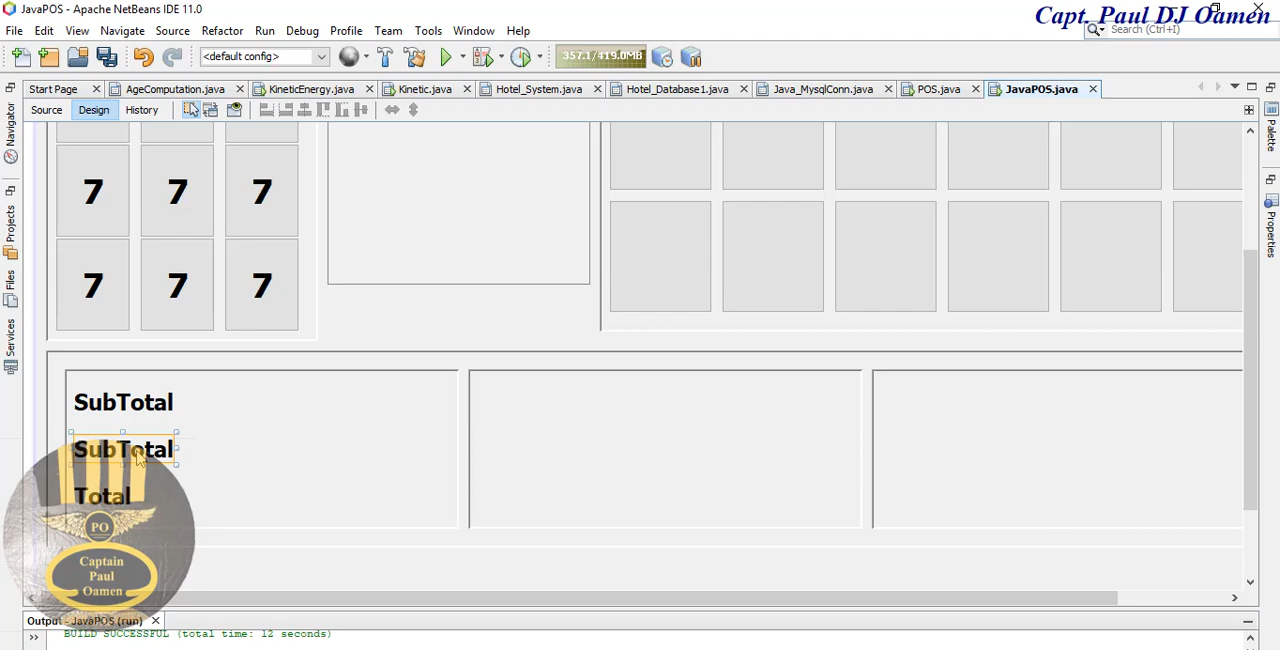 JavaPOS - Apache NetBeans IDE 11.0
Capt. Paul DJ Oamen
File Edit View Navigate Source Refactor Run Debug Profile Team Tools Window Help
Search (Ctrl+I)
<default config>
357.1/419.0MB
Start Page AgeComputation.java KineticEnergy.java Kinetic.java Hotel_System.java Hotel_Database1.java Java_MysqlConn.java POS.java JavaPOS.java
Source Design History
Navigator
Projects
Files
Services
Palette
Properties
7 7 7
7 7 7
SubTotal
SubTotal
Total
PO
Captain
Paul
Oamen
Output - JavaPOS (run)
BUILD SUCCESSFUL (total time: 12 seconds)